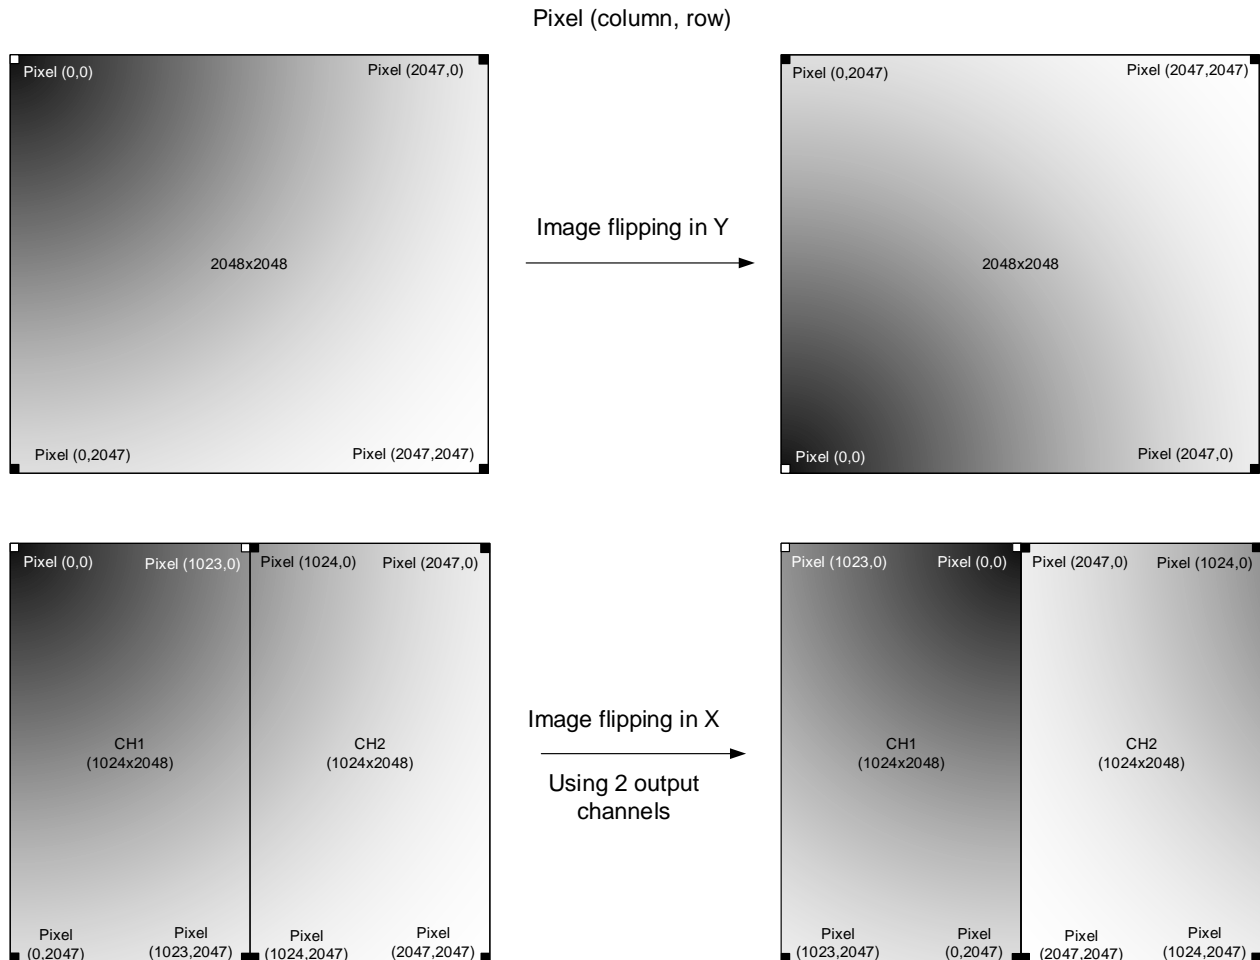 Pixel (column, row)
Pixel (0,0)
Pixel (2047,0)
2048x2048
Pixel (0,2047)
Pixel (2047,2047)
Image flipping in Y
Pixel (0,2047)
Pixel (2047,2047)
2048x2048
Pixel (0,0)
Pixel (2047,0)
Pixel (0,0)
Pixel (1023,0)
Pixel (1024,0)
Pixel (2047,0)
CH1
(1024x2048)
CH2
(1024x2048)
Pixel
(0,2047)
Pixel
(1023,2047)
Pixel
(1024,2047)
Pixel
(2047,2047)
Image flipping in X
Using 2 output
channels
Pixel (1023,0)
Pixel (0,0)
Pixel (2047,0)
Pixel (1024,0)
CH1
(1024x2048)
CH2
(1024x2048)
Pixel
(1023,2047)
Pixel
(0,2047)
Pixel
(2047,2047)
Pixel
(1024,2047)